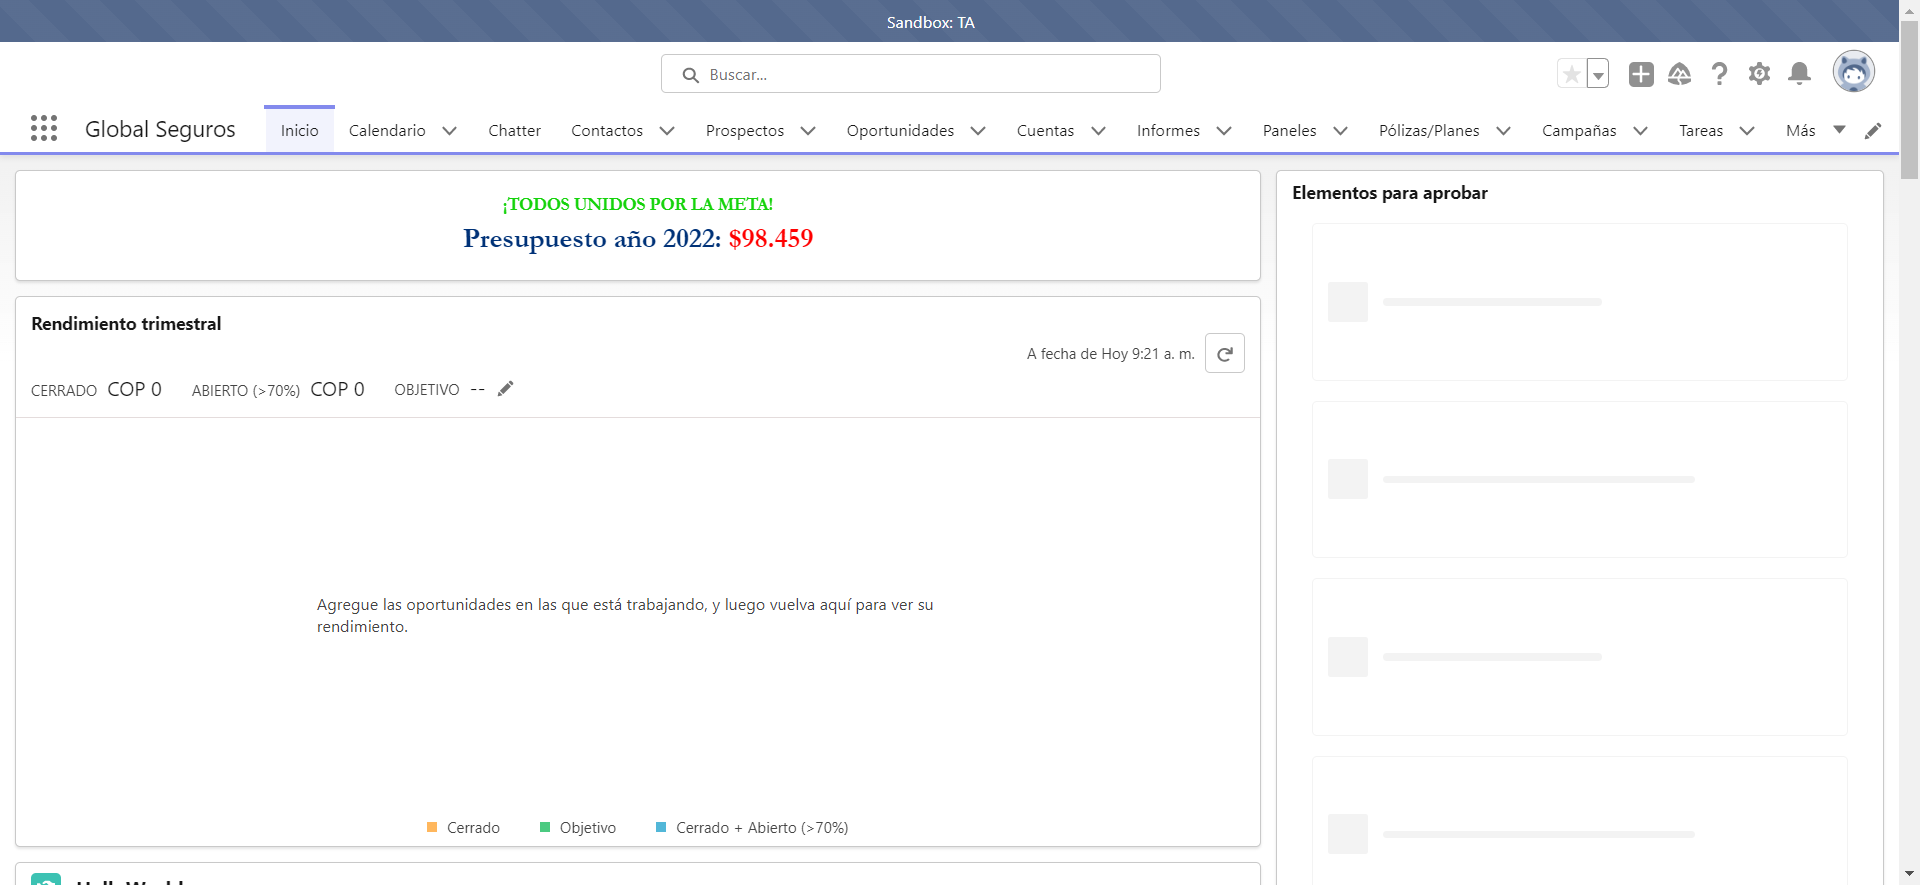 Sandbox: TA
Buscar...
Global Seguros
Inicio
Calendario
Chatter
Contactos
Prospectos
Oportunidades
Cuentas
Informes
Paneles
Pólizas/Planes
Campañas
Tareas
Más
¡TODOS UNIDOS POR LA META!
Presupuesto año 2022: $98.459
Elementos para aprobar
Rendimiento trimestral
A fecha de Hoy 9:21 a. m.
CERRADO COP 0 ABIERTO (>70%) COP 0 OBJETIVO --
Agregue las oportunidades en las que está trabajando, y luego vuelva aquí para ver su
rendimiento.
Cerrado
Objetivo
Cerrado + Abierto (>70%)